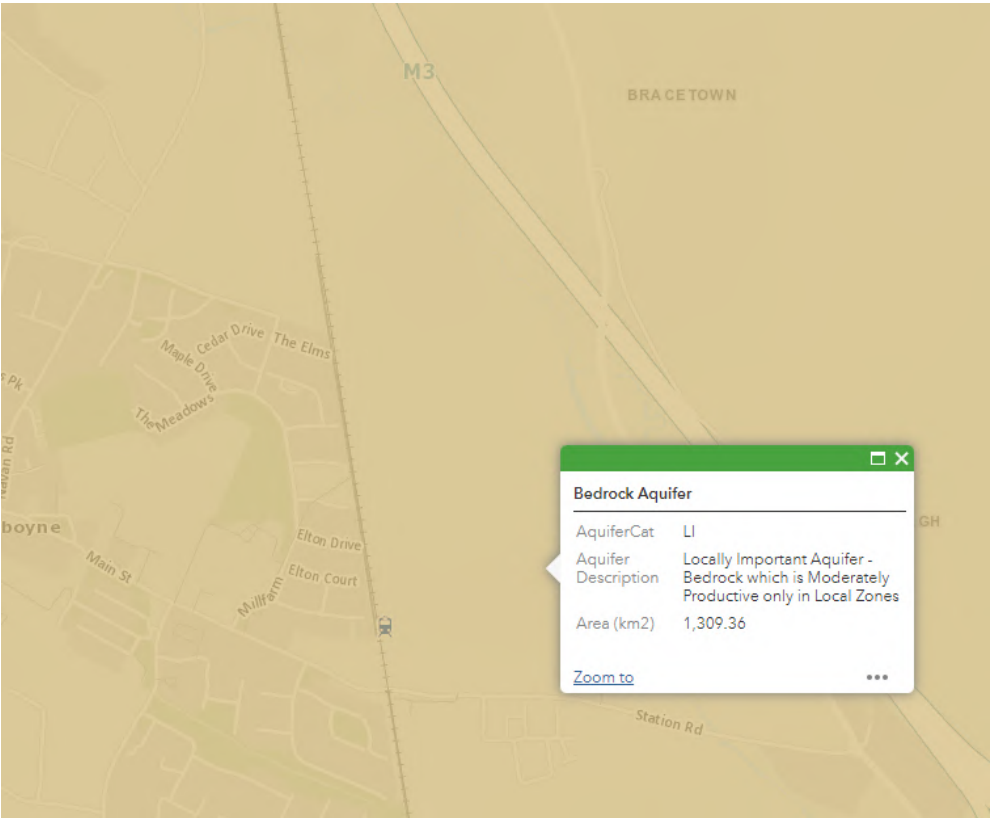 M3
BRACETOWN
Cedar Drive
The Elms
Maple Drive
The Meadows
s Pk
Navan Rd
boyne
Main St
Elton Drive
Elton Court
Millfarm
Station Rd
GH
Bedrock Aquifer
AquiferCat LI
Aquifer Locally Important Aquifer -
Description Bedrock which is Moderately
Productive only in Local Zones
Area (km2) 1,309.36
Zoom to